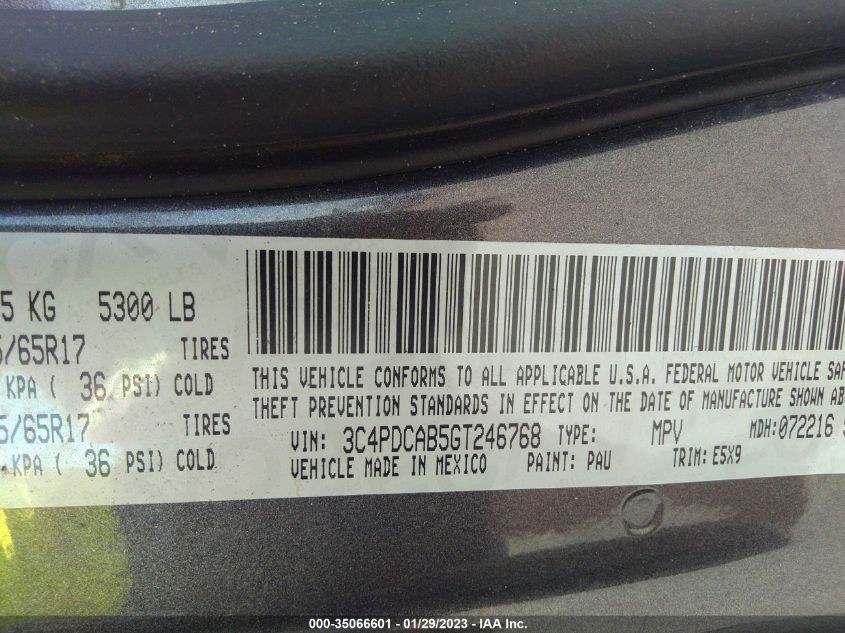 5 KG 5300 LB
/65R17 TIRES
KPA ( 36 PSI) COLD
5/65R17 TIRES
KPA ( 36 PSI) COLD
THIS VEHICLE CONFORMS TO ALL APPLICABLE U.S.A. FEDERAL MOTOR VEHICLE SAF
THEFT PREVENTION STANDARDS IN EFFECT ON THE DATE OF MANUFACTURE SHOWN AB
VIN: 3C4PDCAB5GT246768 TYPE: MPV MDH:072216
VEHICLE MADE IN MEXICO PAINT: PAU TRIM: E5X9
000-35066601 - 01/29/2023 - IAA Inc.